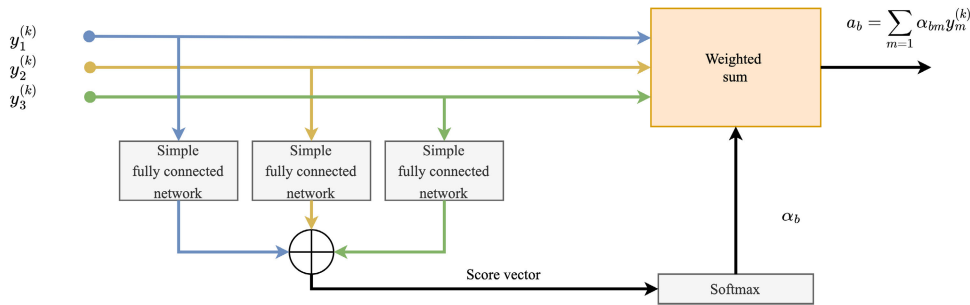 y_1^{(k)}
y_2^{(k)}
y_3^{(k)}
Weighted
sum
a_b = \sum_{m=1} \alpha_{bm} y_m^{(k)}
Simple
fully connected
network
Simple
fully connected
network
Simple
fully connected
network
α_b
Score vector
Softmax